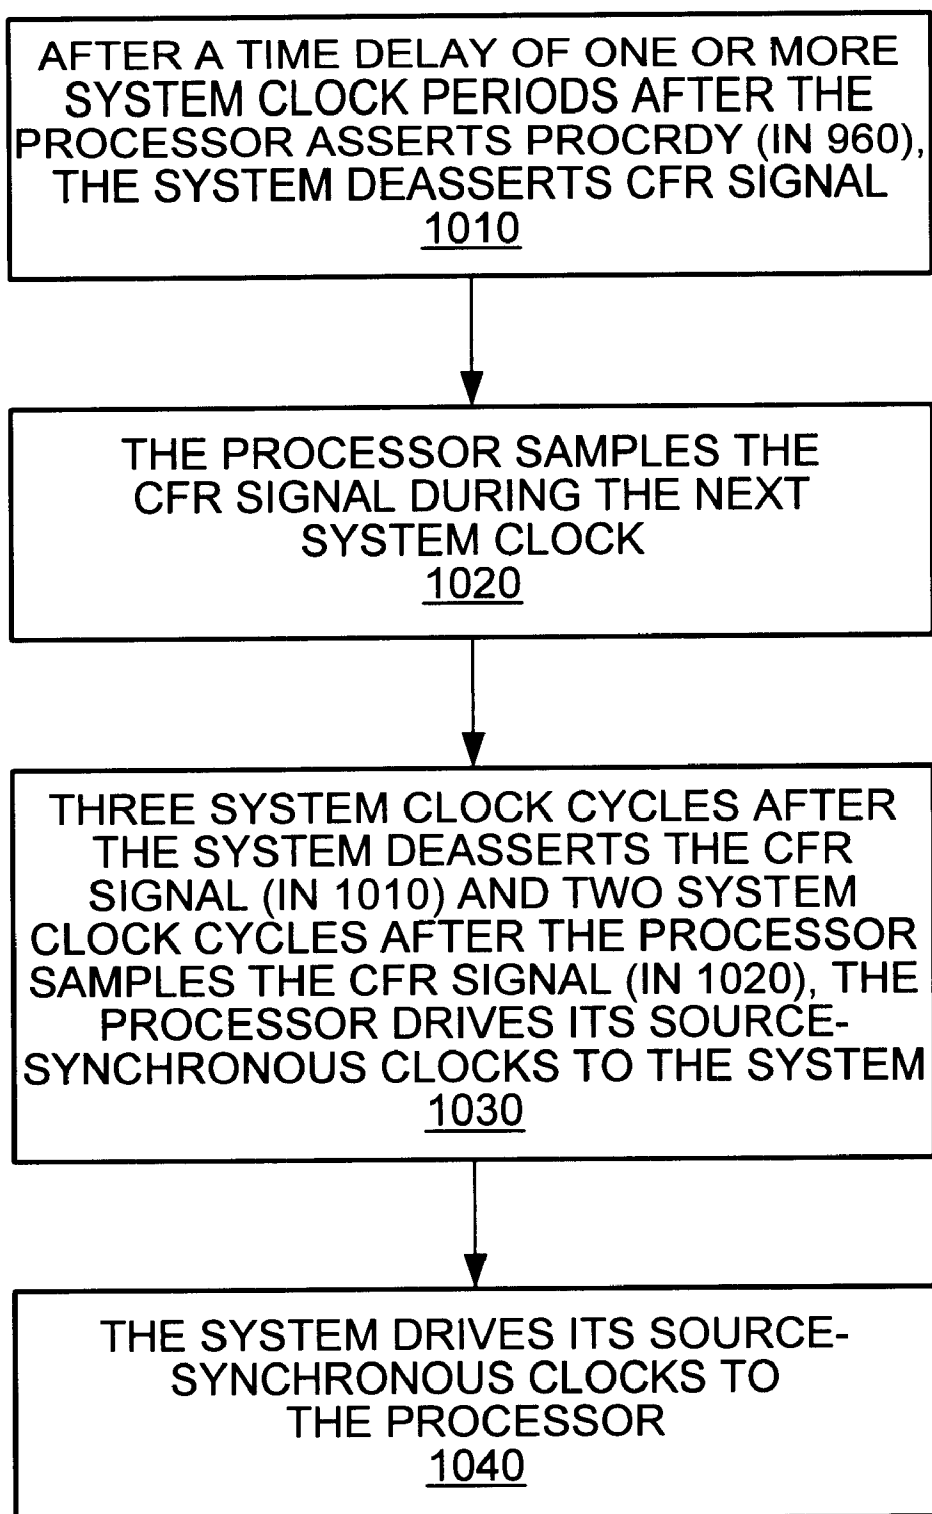 AFTER A TIME DELAY OF ONE OR MORE
SYSTEM CLOCK PERIODS AFTER THE
PROCESSOR ASSERTS PROCRDY (IN 960),
THE SYSTEM DEASSERTS CFR SIGNAL
1010
THE PROCESSOR SAMPLES THE
CFR SIGNAL DURING THE NEXT
SYSTEM CLOCK
1020
THREE SYSTEM CLOCK CYCLES AFTER
THE SYSTEM DEASSERTS THE CFR
SIGNAL (IN 1010) AND TWO SYSTEM
CLOCK CYCLES AFTER THE PROCESSOR
SAMPLES THE CFR SIGNAL (IN 1020), THE
PROCESSOR DRIVES ITS SOURCE-
SYNCHRONOUS CLOCKS TO THE SYSTEM
1030
THE SYSTEM DRIVES ITS SOURCE-
SYNCHRONOUS CLOCKS TO
THE PROCESSOR
1040